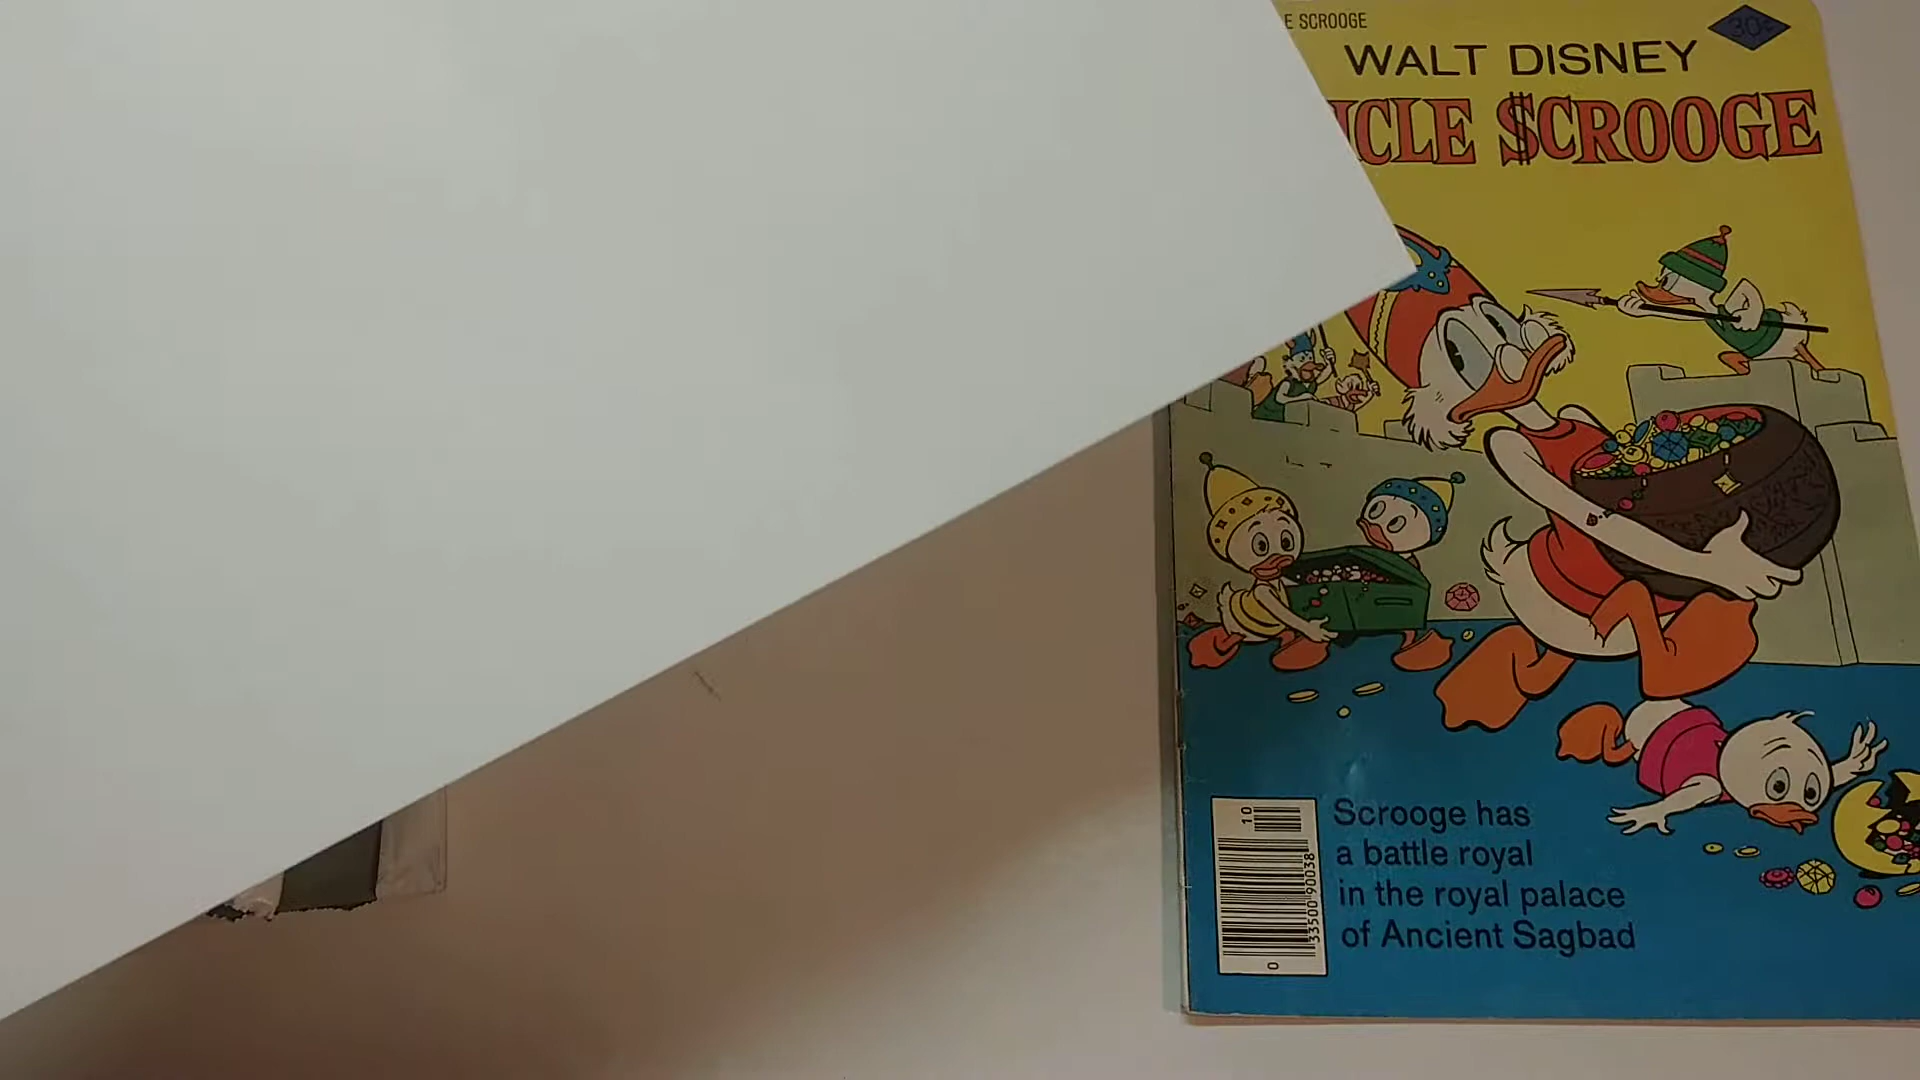 E SCROOGE
30¢
WALT DISNEY
ICLE $CROOGE
Scrooge has
a battle royal
in the royal palace
of Ancient Sagbad
10
0 33500 90038